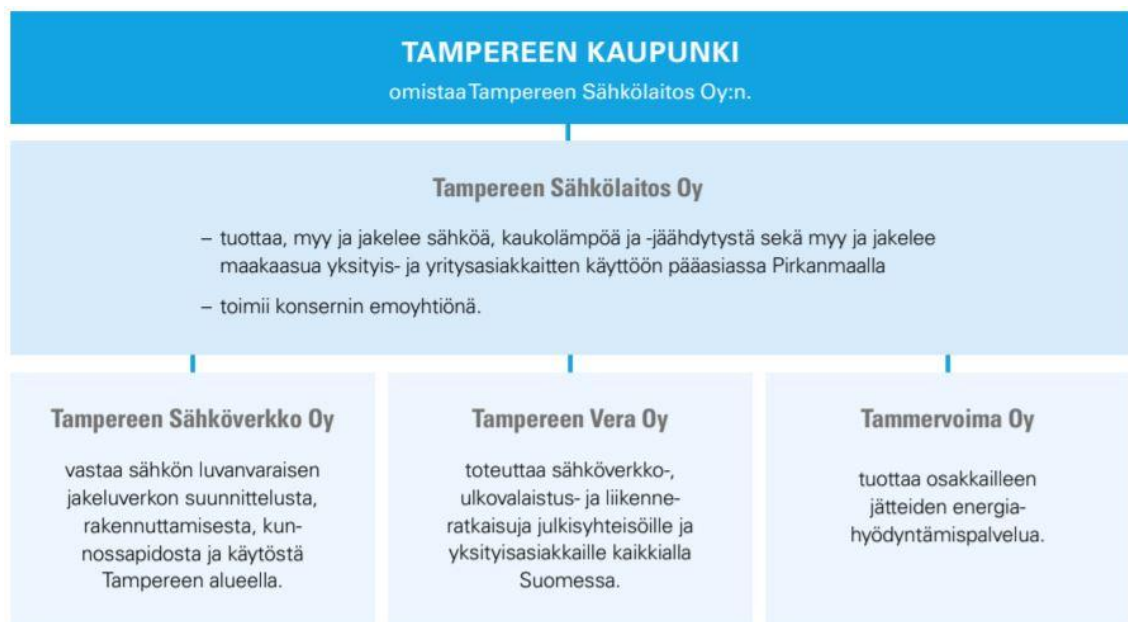 TAMPEREEN KAUPUNKI
omistaa Tampereen Sähkölaitos Oy:n.
Tampereen Sähkölaitos Oy
– tuottaa, myy ja jakelee sähköä, kaukolämpöä ja -jäähdytystä sekä myy ja jakelee
maakaasua yksityis- ja yritysasiakkaitten käyttöön pääasiassa Pirkanmaalla
– toimii konsernin emoyhtiönä.
Tampereen Sähköverkko Oy
vastaa sähkön luvanvaraisen
jakeluverkon suunnittelusta,
rakennuttamisesta, kun-
nossapidosta ja käytöstä
Tampereen alueella.
Tampereen Vera Oy
toteuttaa sähköverkko-,
ulkovalaistus- ja liikenne-
ratkaisuja julkisyhteisöille ja
yksityisasiakkaille kaikkialla
Suomessa.
Tammervoima Oy
tuottaa osakkailleen
jätteiden energia-
hyödyntämispalvelua.